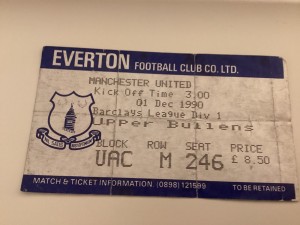 EVERTON
FOOTBALL CLUB CO. LTD.
MANCHESTER UNITED
Kick Off Time 3.00
01 Dec 1990
Barclays League Div 1
Upper Bullens
BLOCK ROW SEAT PRICE
UAC M 246 £ 8.50
MATCH & TICKET INFORMATION (0898) 121599
TO BE RETAINED